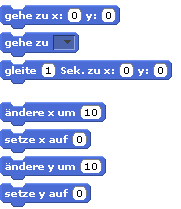 gehe zu x: 0 y: 0
gehe zu
gleite 1 Sek. zu x: 0 y: 0
ändere x um 10
setze x auf 0
ändere y um 10
setze y auf 0